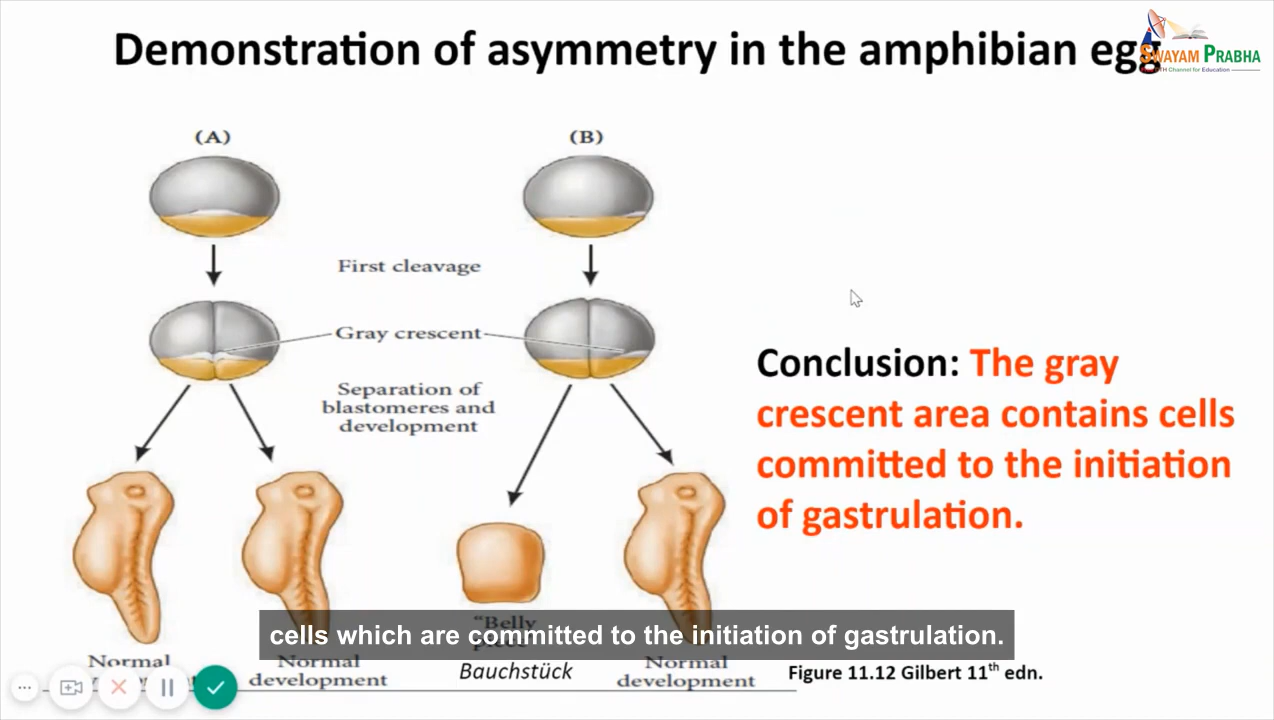 Demonstration of asymmetry in the amphibian egg
SWAYAM PRABHA
(A)
(B)
First cleavage
Gray crescent
Separation of
blastomeres and
development
Conclusion: The gray
crescent area contains cells
committed to the initiation
of gastrulation.
"Belly
cells which are committed to the initiation of gastrulation.
Normal
Normal
development
Bauchstück
Normal
development
Figure 11.12 Gilbert 11th edn.